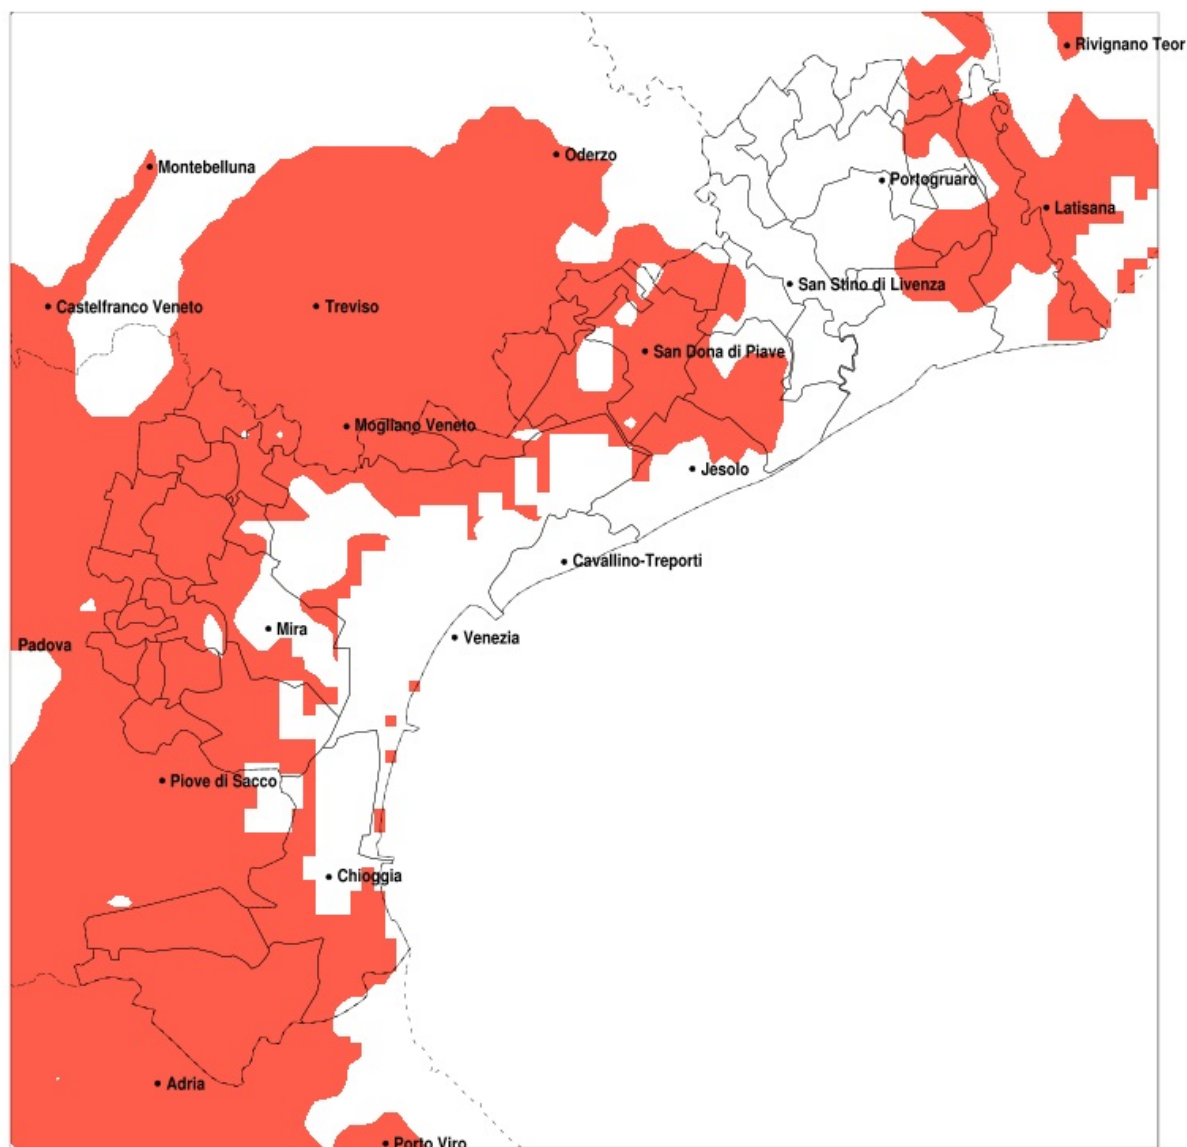 Rivignano Teor
Oderzo
Montebelluna
Portogruaro
Latisana
San Stino di Livenza
Castelfranco Veneto
Treviso
San Dona di Piave
Mogliano Veneto
Jesolo
Cavallino-Treporti
Mira
Venezia
Padova
Piove di Sacco
Chioggia
Adria
Porto Viro